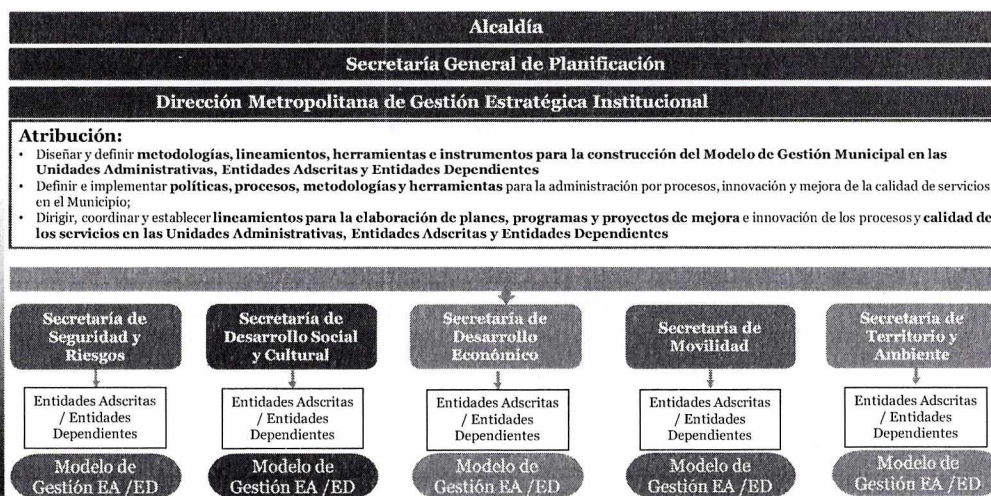 Alcaldía
Secretaría General de Planificación
Dirección Metropolitana de Gestión Estratégica Institucional
Atribución:
• Diseñar y definir metodologías, lineamientos, herramientas e instrumentos para la construcción del Modelo de Gestión Municipal en las
Unidades Administrativas, Entidades Adscritas y Entidades Dependientes
• Definir e implementar políticas, procesos, metodologías y herramientas para la administración por procesos, innovación y mejora de la calidad de servicios
en el Municipio;
• Dirigir, coordinar y establecer lineamientos para la elaboración de planes, programas y proyectos de mejora e innovación de los procesos y calidad de
los servicios en las Unidades Administrativas, Entidades Adscritas y Entidades Dependientes
Secretaría de
Seguridad y
Riesgos
Entidades Adscritas
/ Entidades
Dependientes
Modelo de
Gestión EA /ED
Secretaría de
Desarrollo Social
y Cultural
Entidades Adscritas
/ Entidades
Dependientes
Modelo de
Gestión EA /ED
Secretaría de
Desarrollo
Económico
Entidades Adscritas
/ Entidades
Dependientes
Modelo de
Gestión EA /ED
Secretaría de
Movilidad
Entidades Adscritas
/ Entidades
Dependientes
Modelo de
Gestión EA /ED
Secretaría de
Territorio y
Ambiente
Entidades Adscritas
/ Entidades
Dependientes
Modelo de
Gestión EA /ED